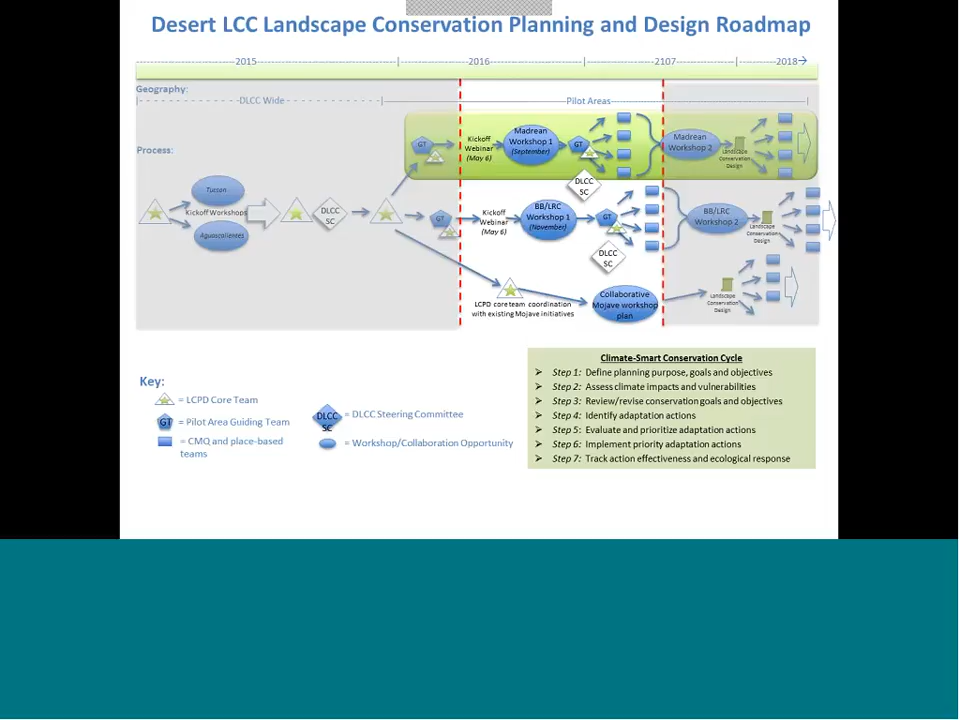 Desert LCC Landscape Conservation Planning and Design Roadmap
2015
2016
2107
2018
Geography:
DLCC Wide
Pilot Areas
Process:
GT
Kickoff
Webinar
(May 6)
Madrean
Workshop 1
(September)
GT
Madrean
Workshop 2
Landscape
Conservation
Design
DLCC
SC
Tucson
Kickoff Workshops
Aguascalientes
DLCC
SC
GT
Kickoff
Webinar
(May 6)
BB/LRC
Workshop 1
(November)
GT
BB/LRC
Workshop 2
Landscape
Conservation
Design
DLCC
SC
LCPD core team coordination
with existing Mojave initiatives
Collaborative
Mojave workshop
plan
Landscape
Conservation
Design
Key:
= LCPD Core Team
GT = Pilot Area Guiding Team
= CMQ and place-based
teams
DLCC
SC
= DLCC Steering Committee
= Workshop/Collaboration Opportunity
Climate-Smart Conservation Cycle
Step 1: Define planning purpose, goals and objectives
Step 2: Assess climate impacts and vulnerabilities
Step 3: Review/revise conservation goals and objectives
Step 4: Identify adaptation actions
Step 5: Evaluate and prioritize adaptation actions
Step 6: Implement priority adaptation actions
Step 7: Track action effectiveness and ecological response